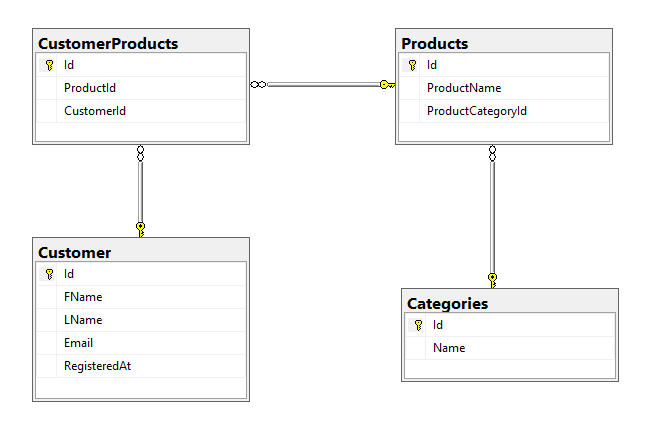 CustomerProducts
Id
ProductId
CustomerId
Products
Id
ProductName
ProductCategoryId
Customer
Id
FName
LName
Email
RegisteredAt
Categories
Id
Name